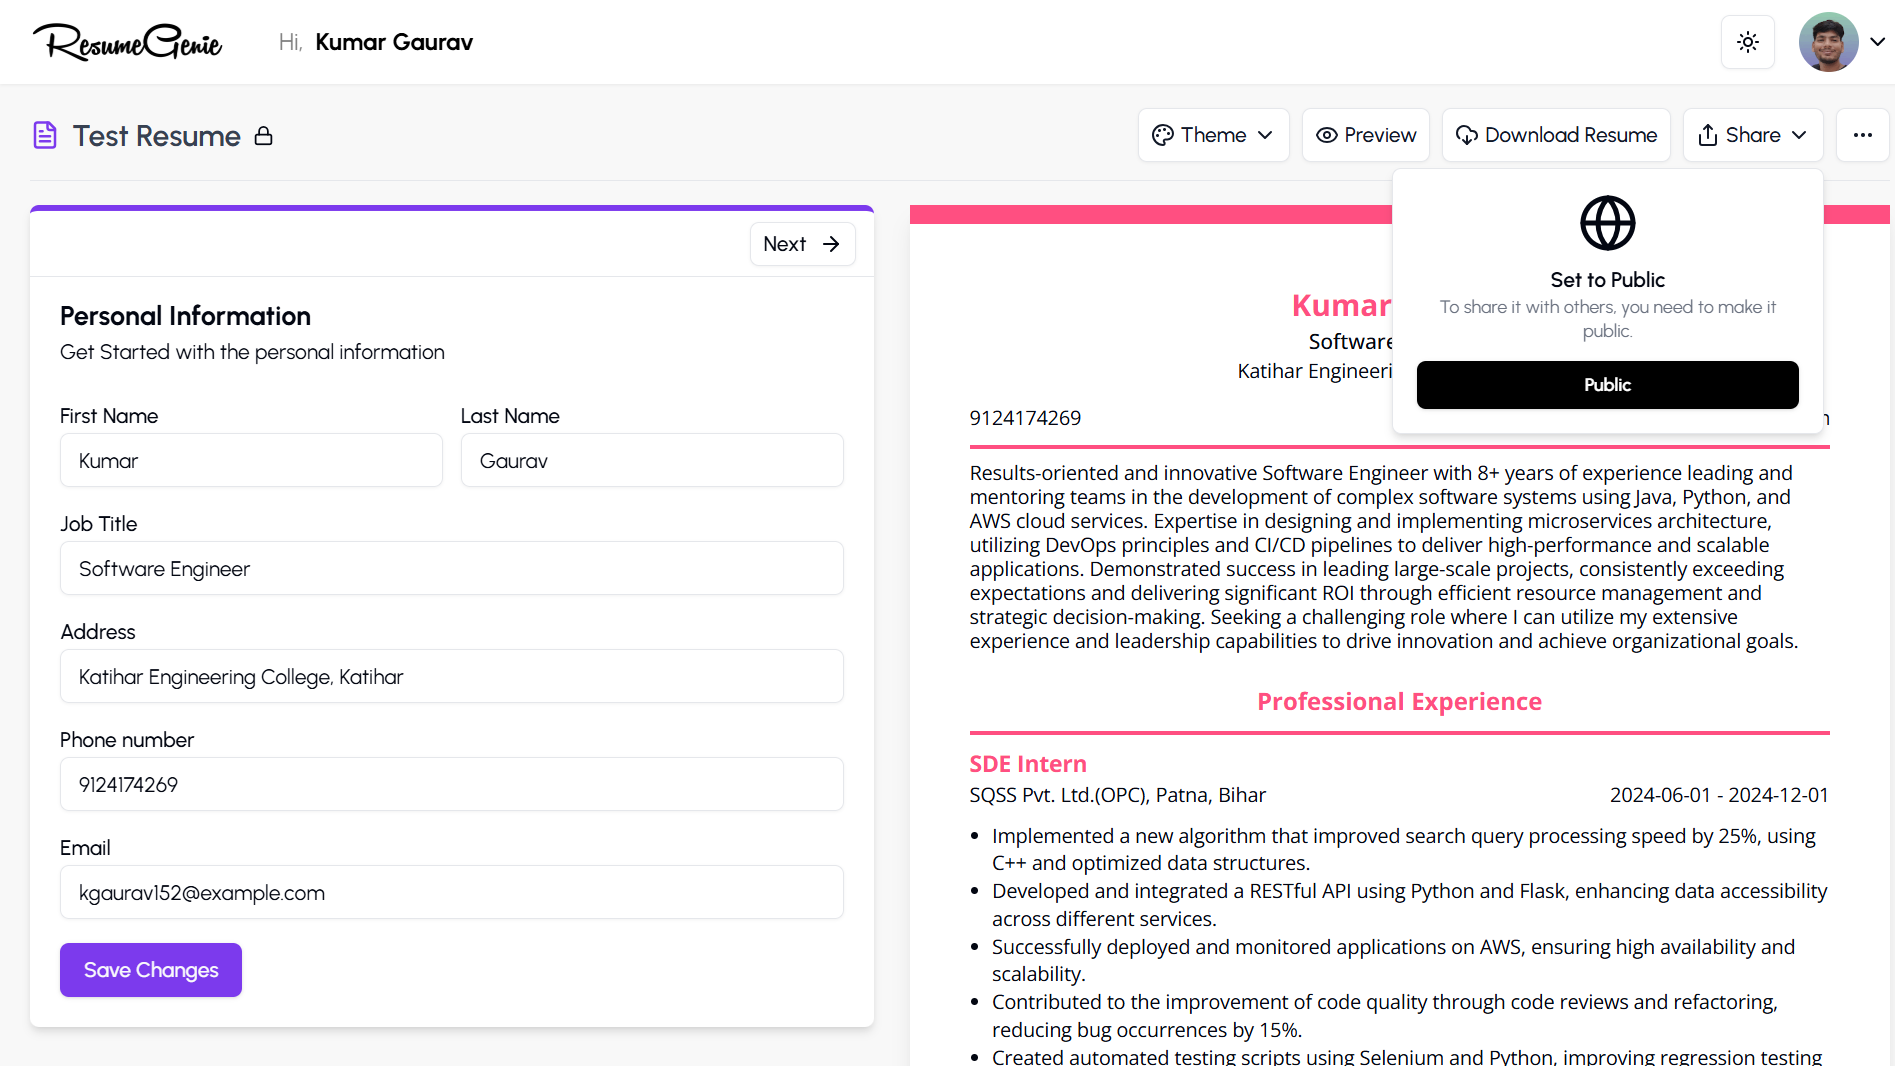 ResumeGenie
Hi, Kumar Gaurav
Test Resume
Theme
Preview
Download Resume
Share
Next
Personal Information
Get Started with the personal information
First Name
Last Name
Kumar
Gaurav
Job Title
Software Engineer
Address
Katihar Engineering College, Katihar
Phone number
9124174269
Email
kgaurav152@example.com
Save Changes
Set to Public
To share it with others, you need to make it
public.
Public
Kumar
Software
Katihar Engineeri
9124174269
Results-oriented and innovative Software Engineer with 8+ years of experience leading and
mentoring teams in the development of complex software systems using Java, Python, and
AWS cloud services. Expertise in designing and implementing microservices architecture,
utilizing DevOps principles and CI/CD pipelines to deliver high-performance and scalable
applications. Demonstrated success in leading large-scale projects, consistently exceeding
expectations and delivering significant ROI through efficient resource management and
strategic decision-making. Seeking a challenging role where I can utilize my extensive
experience and leadership capabilities to drive innovation and achieve organizational goals.
Professional Experience
SDE Intern
SQSS Pvt. Ltd.(OPC), Patna, Bihar
2024-06-01 - 2024-12-01
• Implemented a new algorithm that improved search query processing speed by 25%, using
C++ and optimized data structures.
• Developed and integrated a RESTful API using Python and Flask, enhancing data accessibility
across different services.
• Successfully deployed and monitored applications on AWS, ensuring high availability and
scalability.
• Contributed to the improvement of code quality through code reviews and refactoring,
reducing bug occurrences by 15%.
• Created automated testing scripts using Selenium and Python, improving regression testing